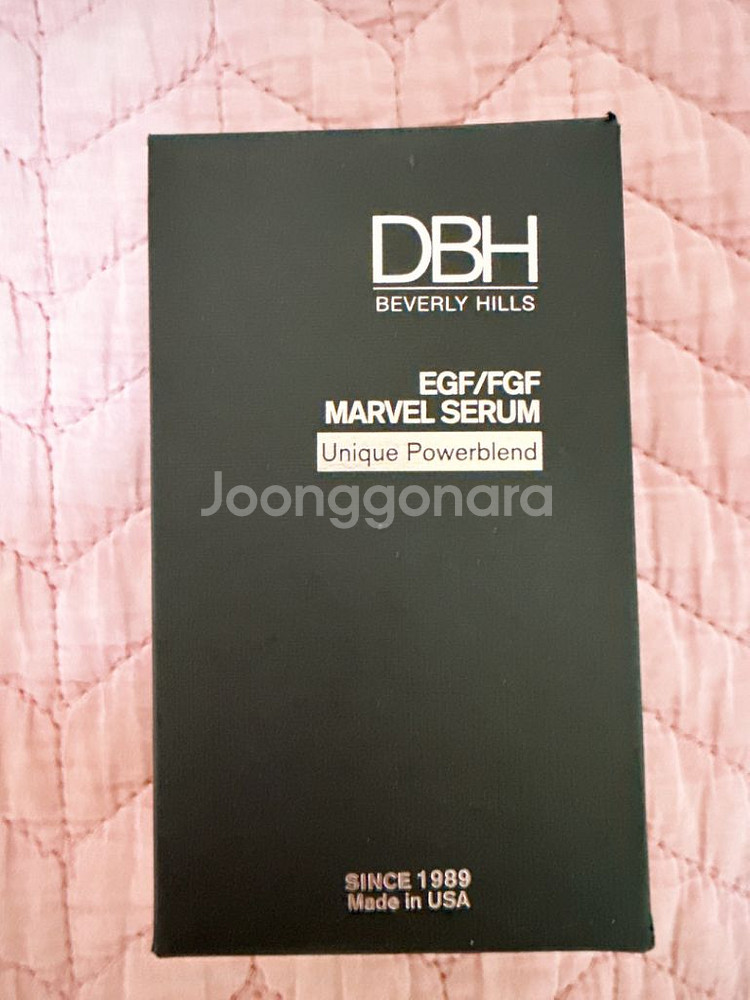 DBH
BEVERLY HILLS
EGF/FGF
MARVEL SERUM
Unique Powerblend
Joonggonara
SINCE 1989
Made in USA